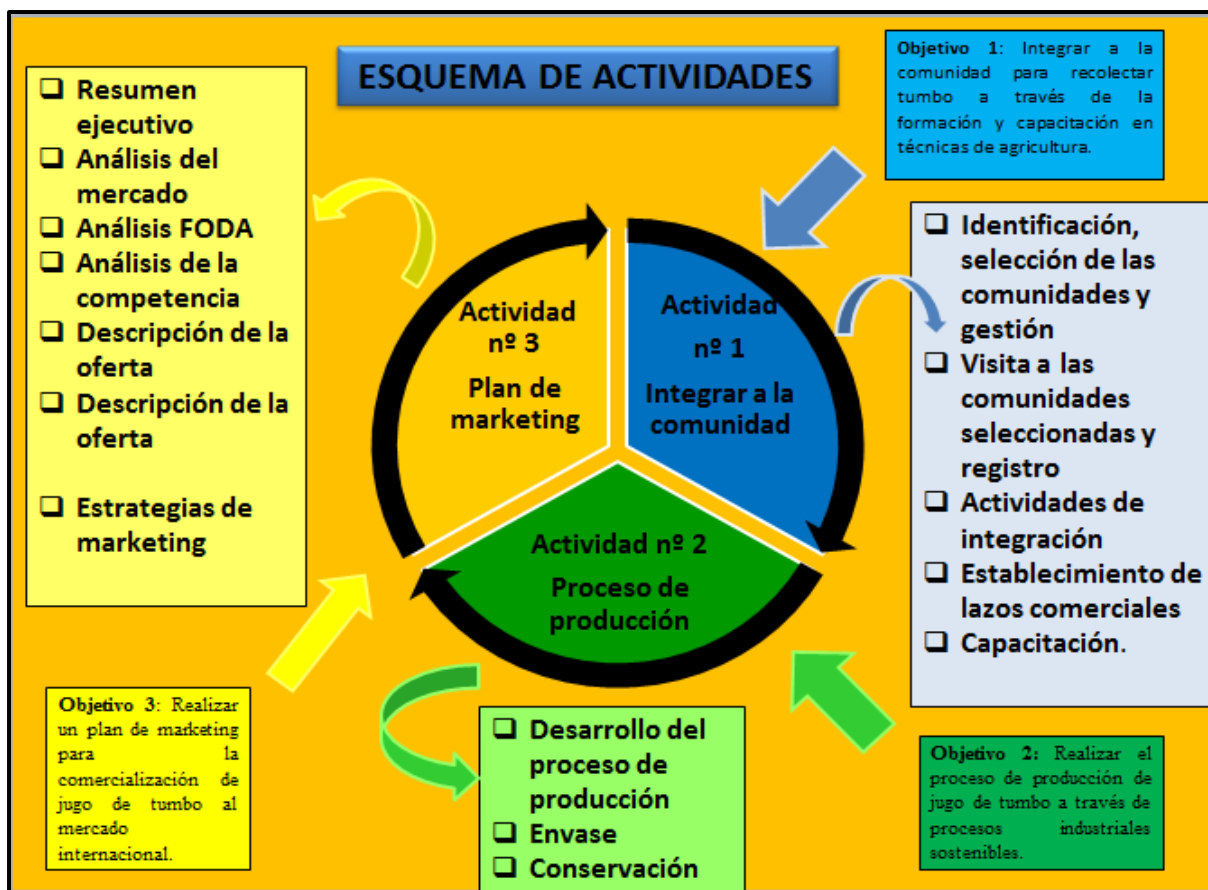 ESQUEMA DE ACTIVIDADES
Objetivo 1: Integrar a la
comunidad para recolectar
tumbo a través de la
formación y capacitación en
técnicas de agricultura.
❑ Resumen
ejecutivo
❑ Análisis del
mercado
❑ Análisis FODA
❑ Análisis de la
competencia
❑ Descripción de la
oferta
❑ Descripción de la
oferta
❑ Estrategias de
marketing
Actividad
nº 3
Plan de
marketing
Actividad
nº 1
Integrar a la
comunidad
Actividad nº 2
Proceso de
producción
❑ Identificación,
selección de las
comunidades y
gestión
❑ Visita a las
comunidades
seleccionadas y
registro
❑ Actividades de
integración
❑ Establecimiento de
lazos comerciales
❑ Capacitación.
Objetivo 3: Realizar
un plan de marketing
para la
comercialización de
jugo de tumbo al
mercado
internacional.
❑ Desarrollo del
proceso de
producción
❑ Envase
❑ Conservación
Objetivo 2: Realizar el
proceso de producción de
jugo de tumbo a través de
procesos industriales
sostenibles.